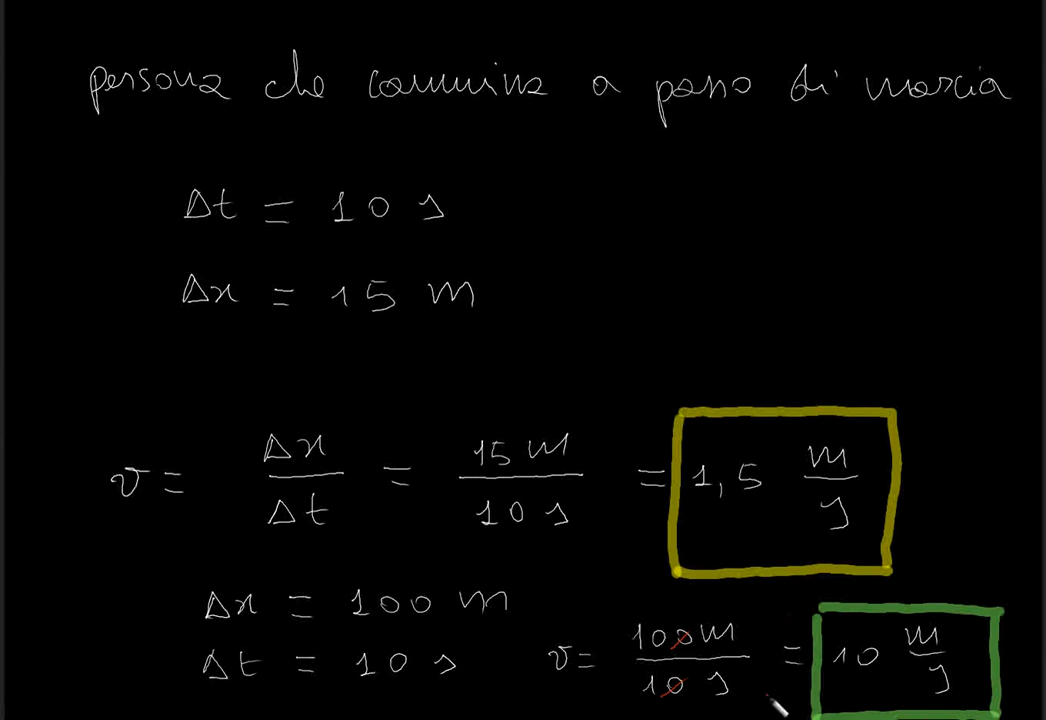 persona che cammina a passo di marcia
Δt = 10 s
Δx = 15 m
v = Δx/Δt = 15 m/10 s = 1,5 m/s
Δx = 100 m
Δt = 10 s v = 100 m/10 s = 10 m/s